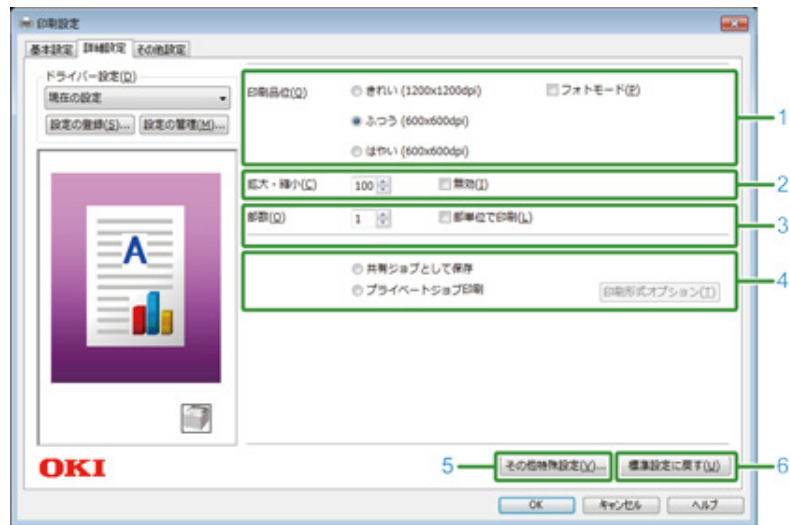 印刷設定
基本設定 詳細設定 その他設定
ドライバー設定(D)
現在の設定
設定の登録(S)... 設定の管理(M)...
印刷品位(Q) きれい (1200x1200dpi) フォトモード(P)
ふつう (600x600dpi)
はやい (600x600dpi)
1
拡大・縮小(C) 100 無効(I)
2
部数(O) 1 部単位で印刷(L)
3
共有ジョブとして保存
プライベートジョブ印刷 印刷形式オプション(T)
4
A
OKI
5 その他特殊設定(V)... 標準設定に戻す(U) 6
OK キャンセル ヘルプ